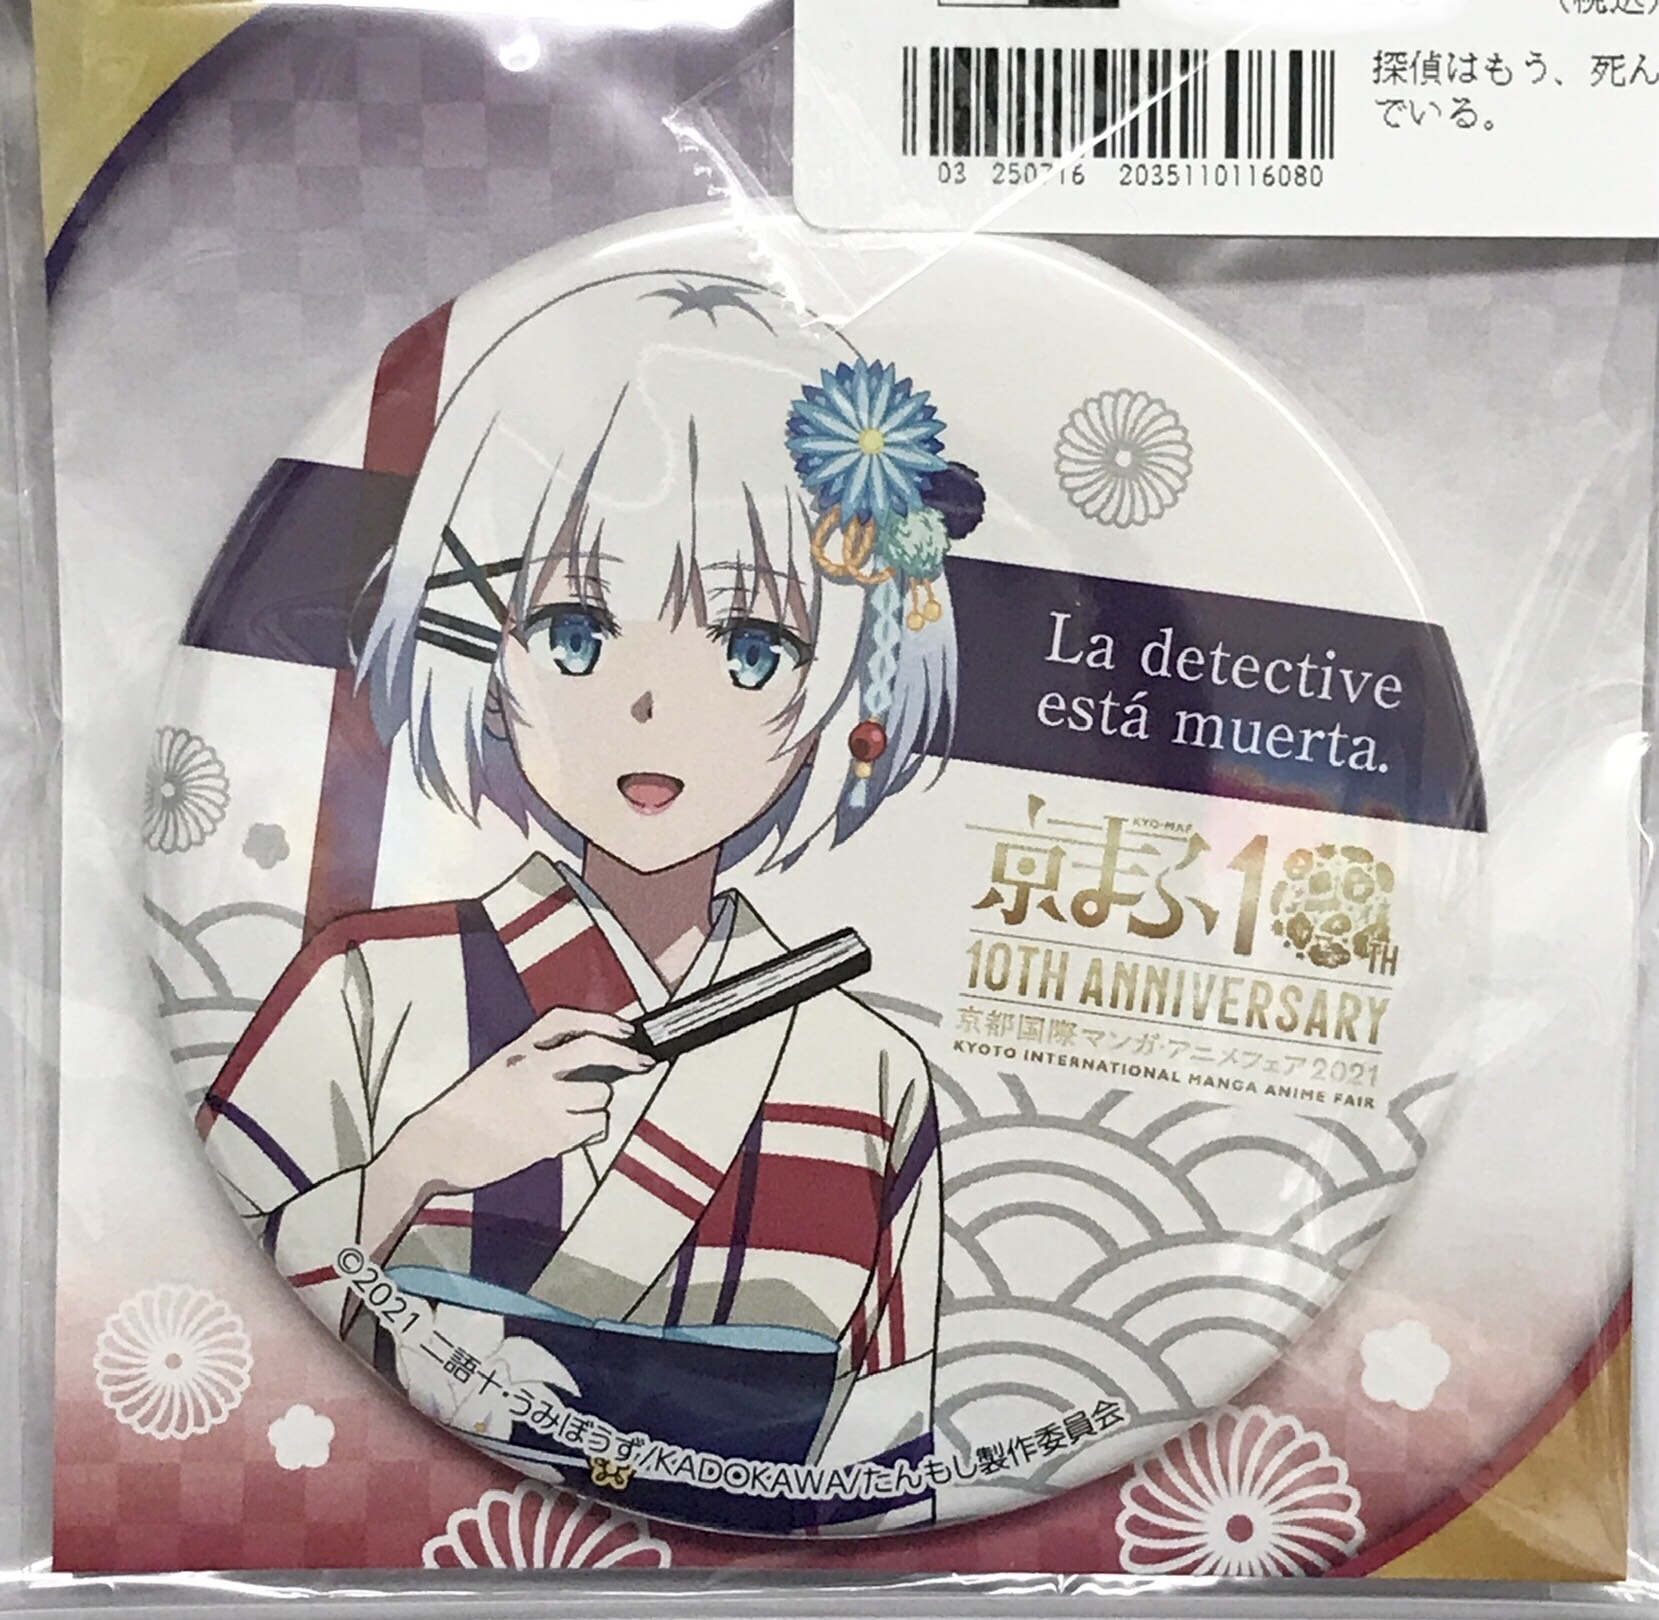 探偵はもう、死ん
でいる。
03 250716 2035110116080
La detective
está muerta.
KYO-MAF
京まふ10TH
10TH ANNIVERSARY
京都国際マンガ・アニメフェア2021
KYOTO INTERNATIONAL MANGA ANIME FAIR
©2021 二語十・うみぼうず/KADOKAWA/たんもし製作委員会